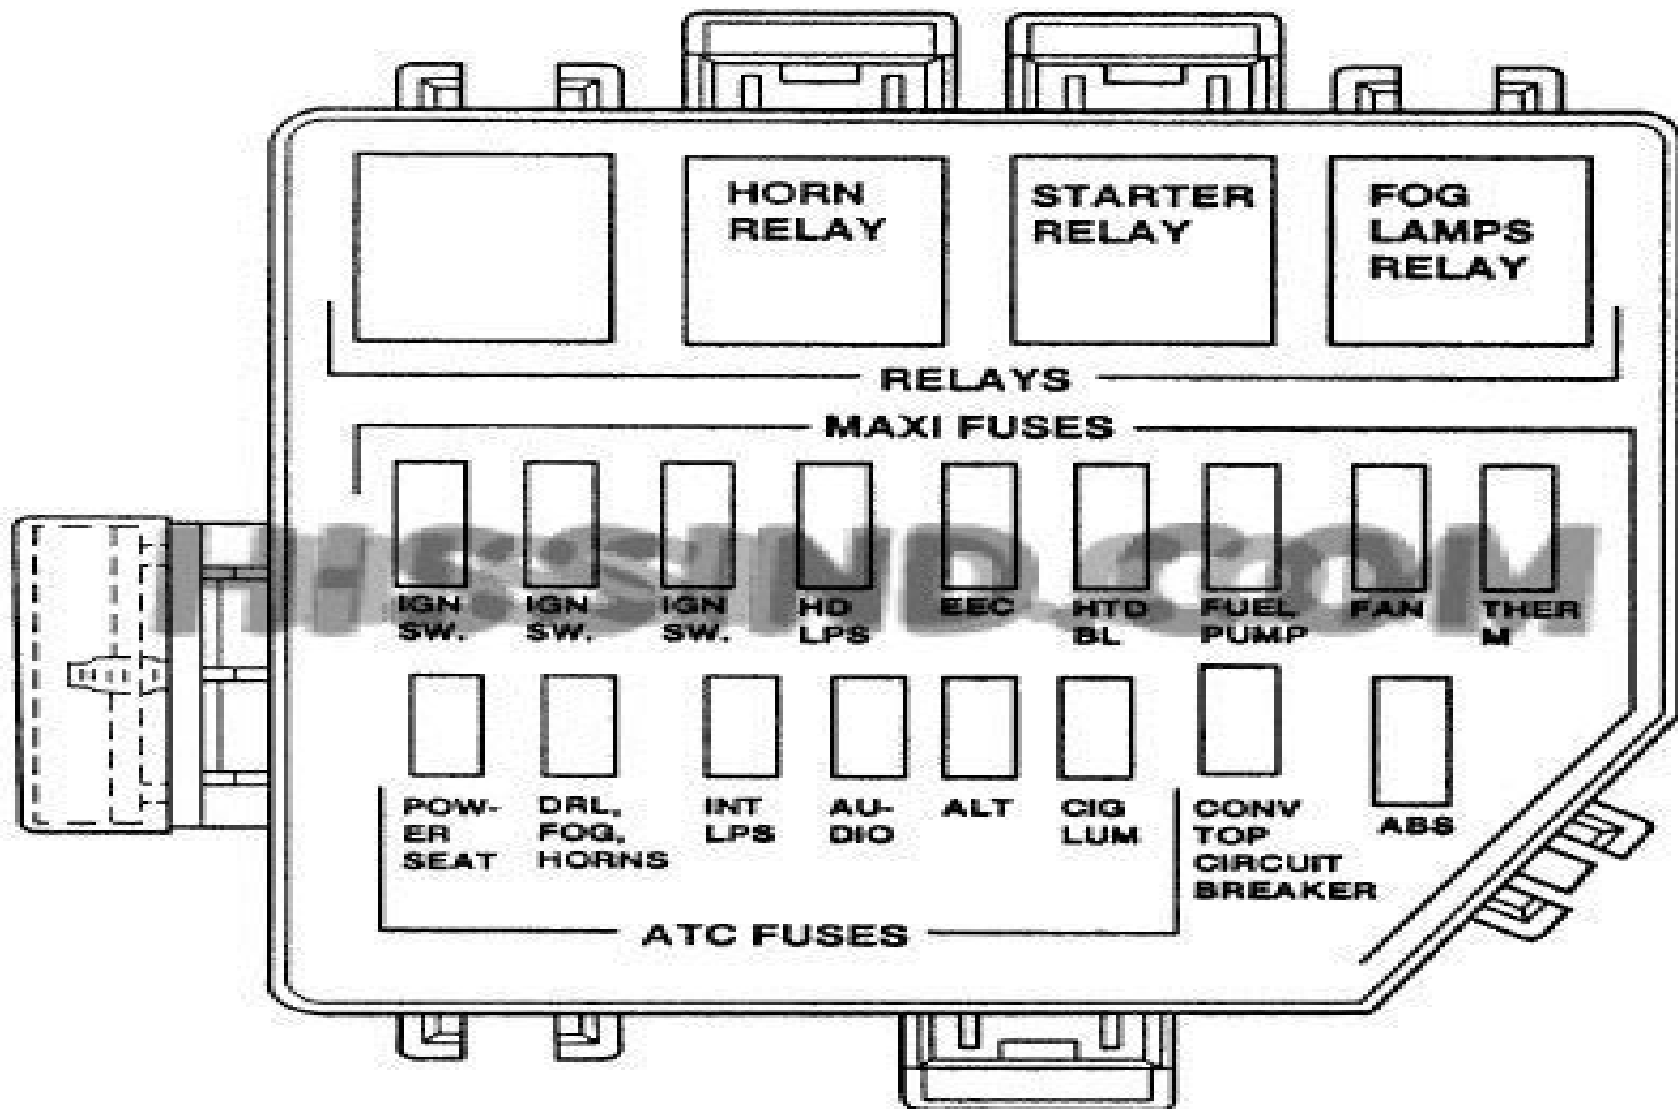 HORN
RELAY
STARTER
RELAY
FOG
LAMPS
RELAY
RELAYS
MAXI FUSES
IGN
SW.
IGN
SW.
IGN
SW.
HD
LPS
EEC
HTD
BL
FUEL
PUMP
FAN
THER
M
POW-
ER
SEAT
DRL,
FOG,
HORNS
INT
LPS
AU-
DIO
ALT
CIG
LUM
CONV
TOP
CIRCUIT
BREAKER
ABS
ATC FUSES